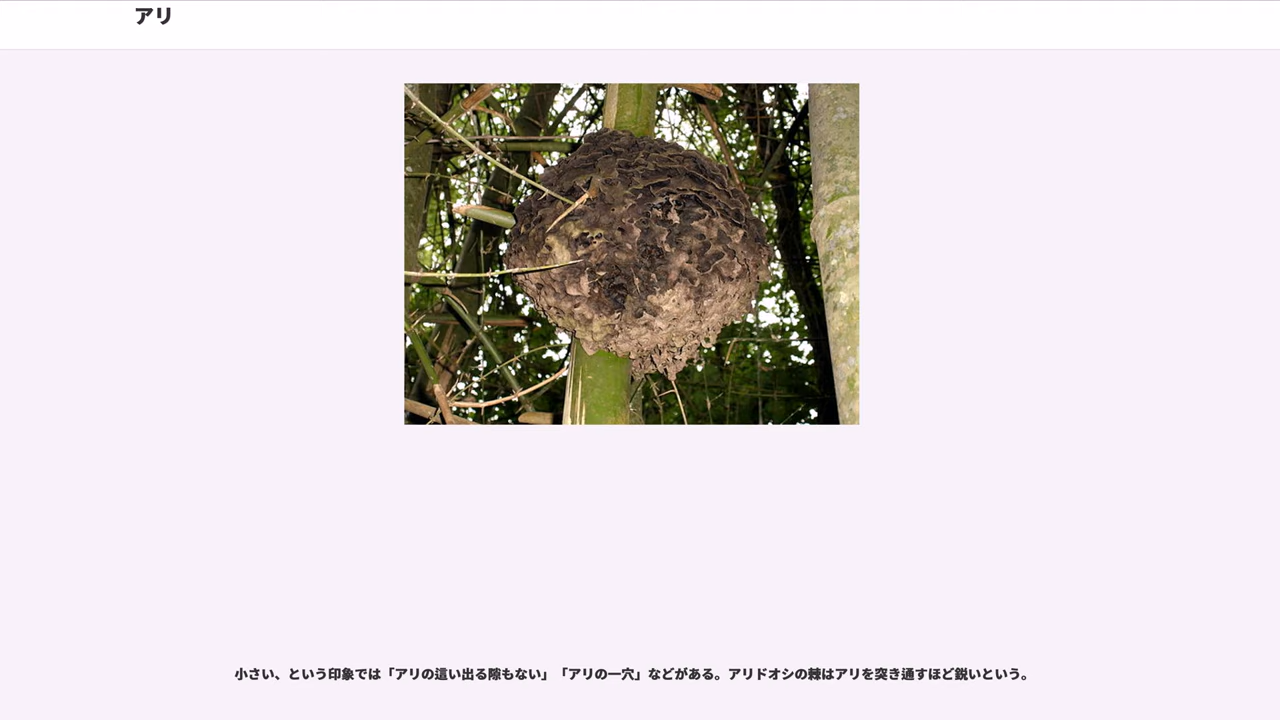 アリ
小さい、という印象では「アリの這い出る隙もない」「アリの一穴」などがある。アリドオシの棘はアリを突き通すほど鋭いという。